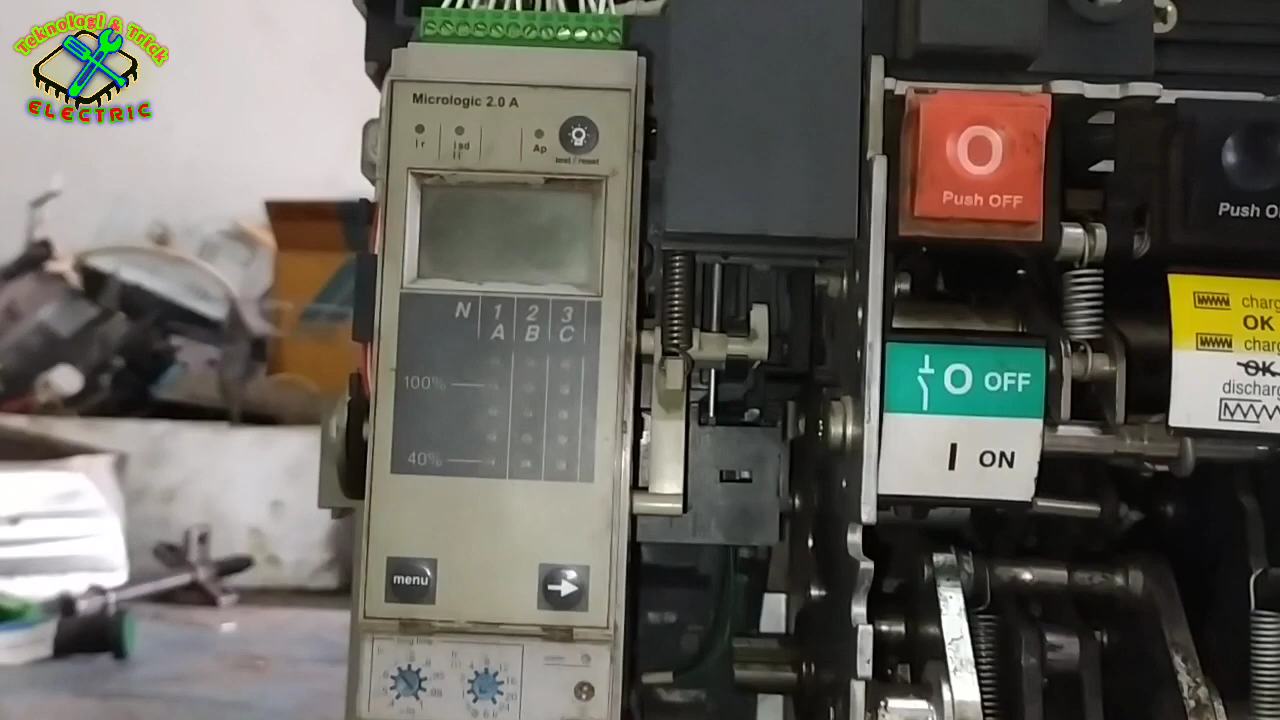 Teknologi & Trick
ELECTRIC
Micrologic 2.0 A
Ir
Isd
Ii
Ap
test / reset
N 1 2 3
A B C
100%
40%
menu
O
Push OFF
Push O
O OFF
I ON
charg
OK
charg
OK
discharg